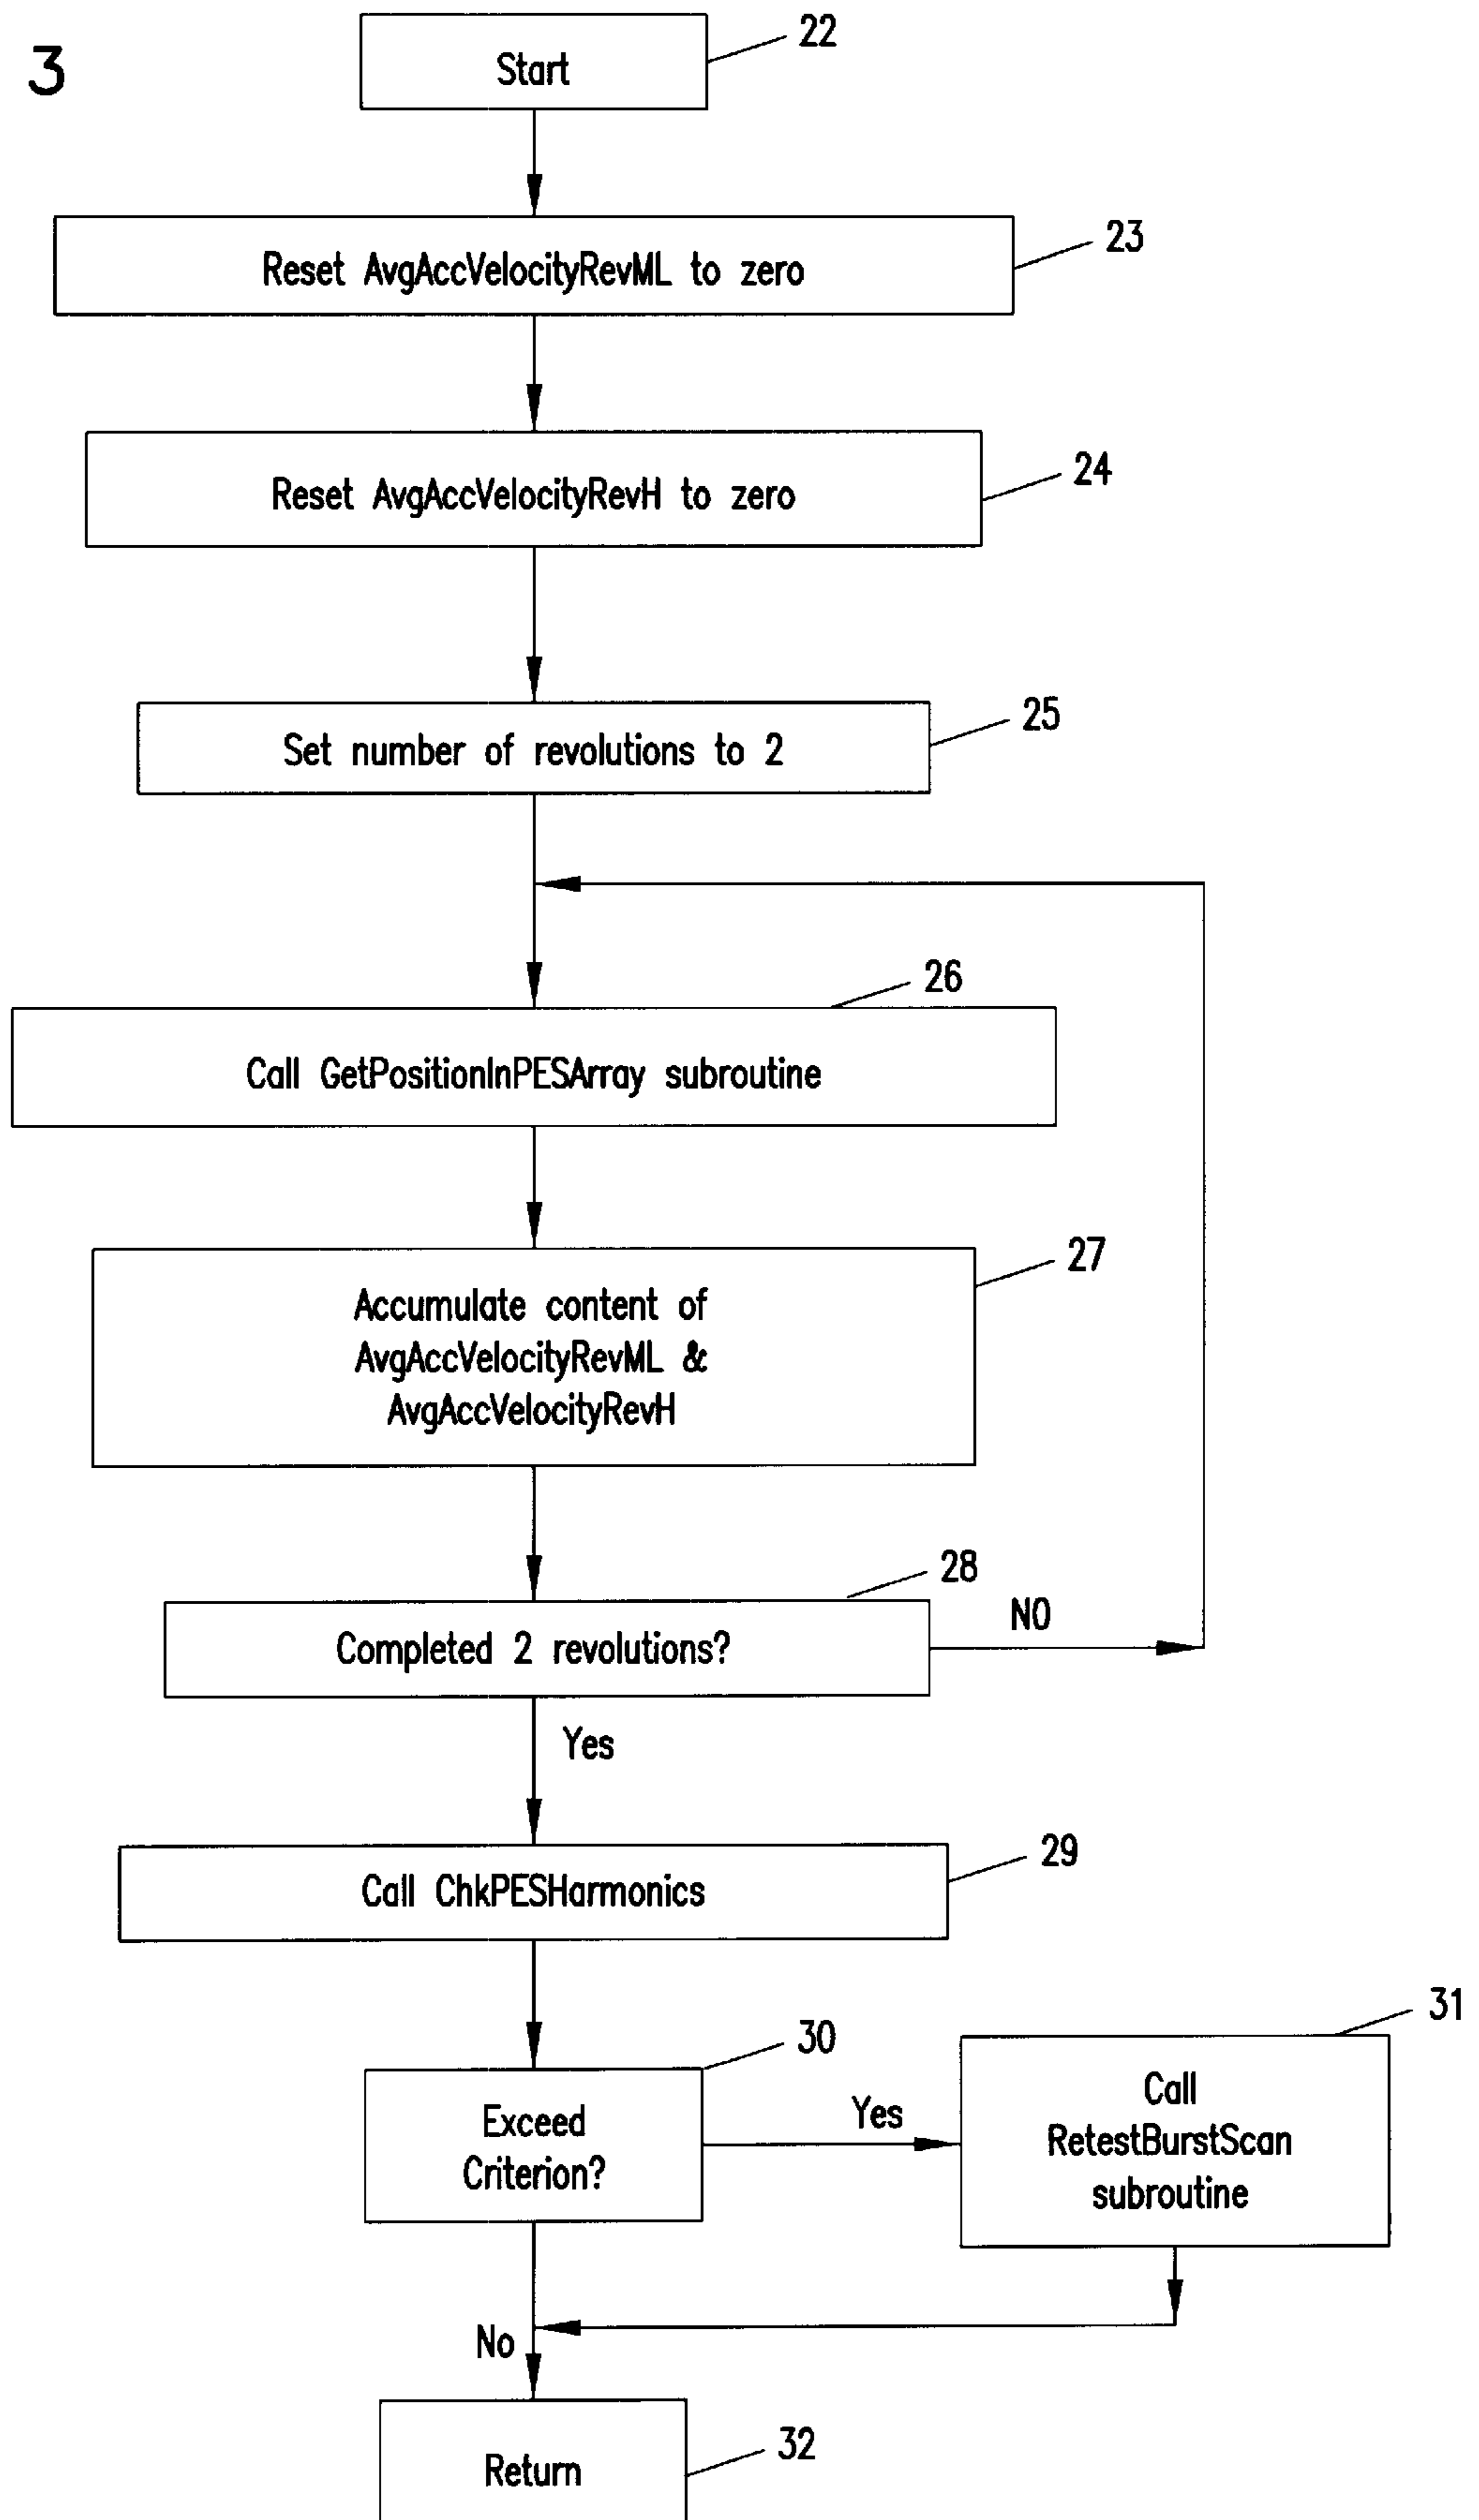 3
Start
22
Reset AvgAccVelocityRevML to zero
23
Reset AvgAccVelocityRevH to zero
24
Set number of revolutions to 2
25
26
Call GetPositionInPESArray subroutine
27
Accumulate content of
AvgAccVelocityRevML &
AvgAccVelocityRevH
28
Completed 2 revolutions?
NO
Yes
29
Call ChkPESHarmonics
30
Exceed
Criterion?
Yes
31
Call
RetestBurstScan
subroutine
No
Return
32